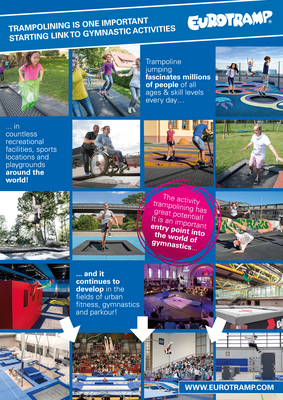 TRAMPOLINING IS ONE IMPORTANT
STARTING LINK TO GYMNASTIC ACTIVITIES
EUROTRAMP®
Trampoline
jumping
fascinates millions
of people of all
ages & skill levels
every day…
... in
countless
recreational
facilities, sports
locations and
playgrounds
around the
world!
The activity
trampolining has
great potential!
It is an important
entry point into
the world of
gymnastics...
... and it
continues to
develop in the
fields of urban
fitness, gymnastics
and parkour!
WWW.EUROTRAMP.COM